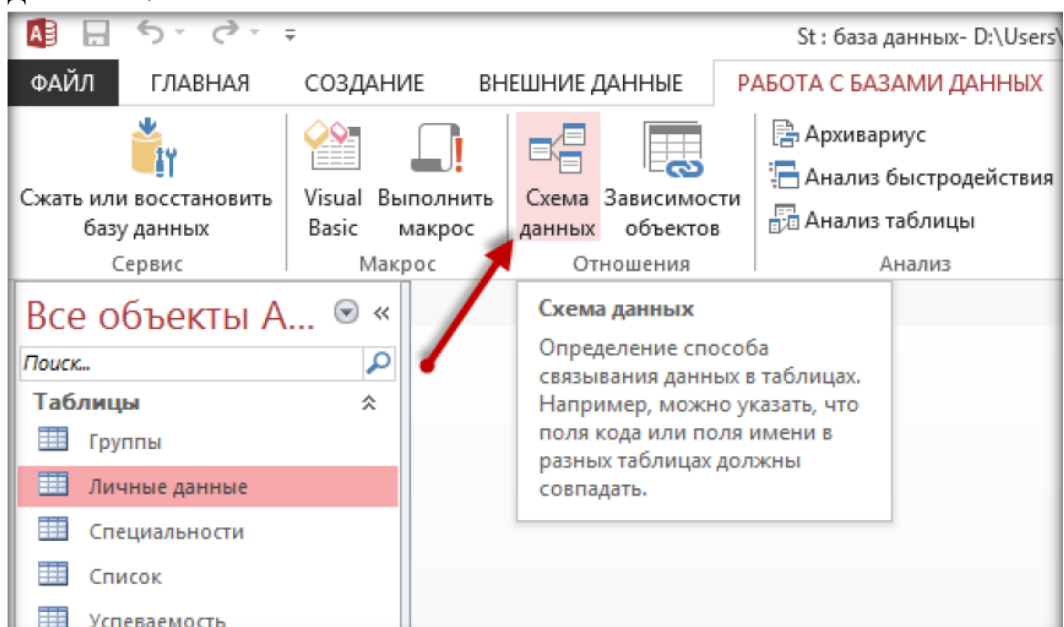 St : база данных- D:\Users\
ФАЙЛ ГЛАВНАЯ СОЗДАНИЕ ВНЕШНИЕ ДАННЫЕ РАБОТА С БАЗАМИ ДАННЫХ
Сжать или восстановить
базу данных
Visual
Basic
Выполнить
макрос
Схема
данных
Зависимости
объектов
Архивариус
Анализ быстродействия
Анализ таблицы
Сервис Макрос Отношения Анализ
Все объекты A...
Поиск...
Таблицы
Группы
Личные данные
Специальности
Список
Успеваемость
Схема данных
Определение способа
связывания данных в таблицах.
Например, можно указать, что
поля кода или поля имени в
разных таблицах должны
совпадать.